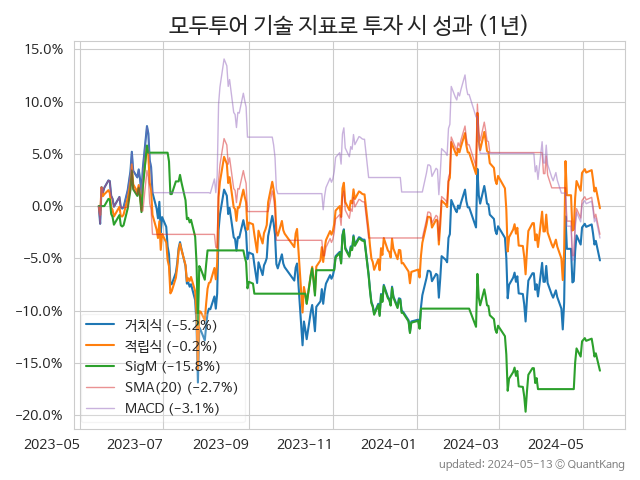 모두투어 기술 지표로 투자 시 성과 (1년)
15.0%
10.0%
5.0%
0.0%
−5.0%
−10.0%
−15.0%
−20.0%
거치식 (−5.2%)
적립식 (−0.2%)
SigM (−15.8%)
SMA(20) (−2.7%)
MACD (−3.1%)
2023-05 2023-07 2023-09 2023-11 2024-01 2024-03 2024-05
updated: 2024-05-13 ⓒ QuantKang